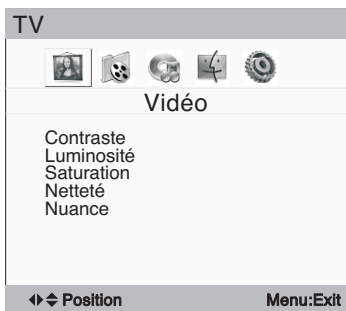 TV
Vidéo
Contraste
Luminosité
Saturation
Netteté
Nuance
Position Menu:Exit